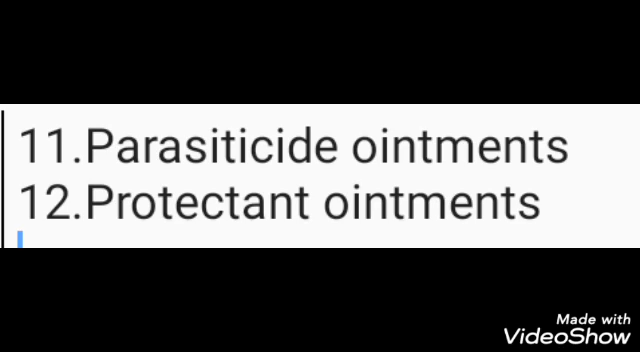 11.Parasiticide ointments
12.Protectant ointments
Made with
VideoShow